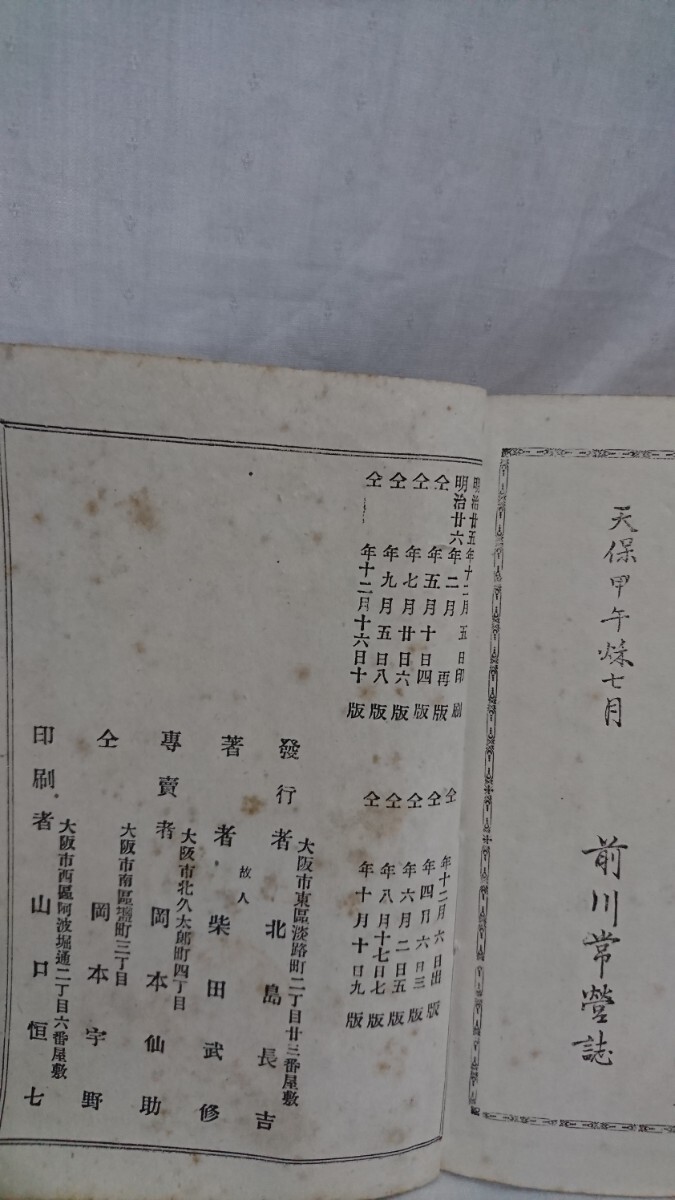 天保甲午烌七月
前川常營誌
明治廿五年十二月五日印刷
仝年十二月六日出版
明治廿六年二月再版
仝年四月六日三版
仝年五月十日四版
仝年六月二日五版
仝年七月廿日六版
仝年八月十七日七版
仝年九月五日八版
仝年十月十日九版
仝年十二月十六日十版
大阪市東區淡路町二丁目廿三番屋敷
發行者北島長吉
故人
著者柴田武修
大阪市北久太郎町四丁目
專賣者岡本仙助
大阪市南區町三丁目
仝岡本宇野
大阪市西區阿波堀通二丁目六番屋敷
印刷者山口恒七